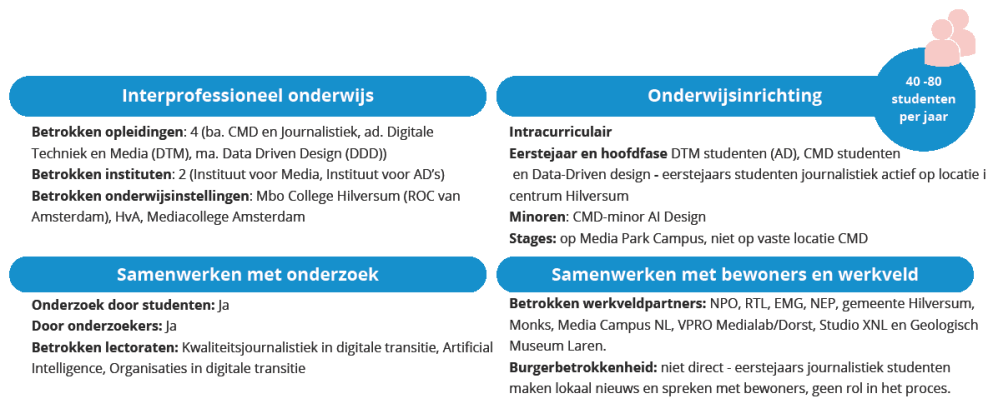 Interprofessioneel onderwijs
Betrokken opleidingen: 4 (ba. CMD en Journalistiek, ad. Digitale
Techniek en Media (DTM), ma. Data Driven Design (DDD))
Betrokken instituten: 2 (Instituut voor Media, Instituut voor AD’s)
Betrokken onderwijsinstellingen: Mbo College Hilversum (ROC van
Amsterdam), HvA, Mediacollege Amsterdam
Onderwijsinrichting
40 -80
studenten
per jaar
Intracurriculair
Eerstejaar en hoofdfase DTM studenten (AD), CMD studenten
en Data-Driven design - eerstejaars studenten journalistiek actief op locatie i
centrum Hilversum
Minoren: CMD-minor AI Design
Stages: op Media Park Campus, niet op vaste locatie CMD
Samenwerken met onderzoek
Onderzoek door studenten: Ja
Door onderzoekers: Ja
Betrokken lectoraten: Kwaliteitsjournalistiek in digitale transitie, Artificial
Intelligence, Organisaties in digitale transitie
Samenwerken met bewoners en werkveld
Betrokken werkveldpartners: NPO, RTL, EMG, NEP, gemeente Hilversum,
Monks, Media Campus NL, VPRO Medialab/Dorst, Studio XNL en Geologisch
Museum Laren.
Burgerbetrokkenheid: niet direct - eerstejaars journalistiek studenten
maken lokaal nieuws en spreken met bewoners, geen rol in het proces.